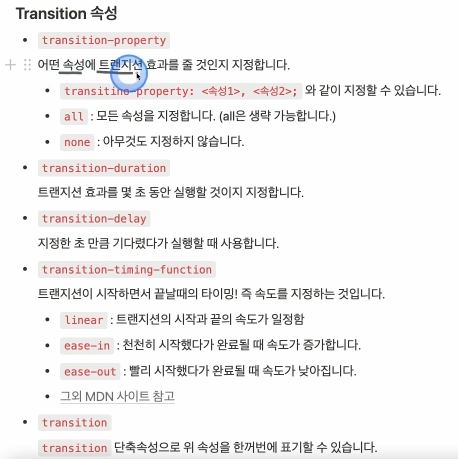 Transition 속성
transition-property
어떤 속성에 트랜지션 효과를 줄 것인지 지정합니다.
transitino-property: <속성1>, <속성2>; 와 같이 지정할 수 있습니다.
all : 모든 속성을 지정합니다. (all은 생략 가능합니다.)
none : 아무것도 지정하지 않습니다.
transition-duration
트랜지션 효과를 몇 초 동안 실행할 것이지 지정합니다.
transition-delay
지정한 초 만큼 기다렸다가 실행할 때 사용합니다.
transition-timing-function
트랜지션이 시작하면서 끝날때의 타이밍! 즉 속도를 지정하는 것입니다.
linear : 트랜지션의 시작과 끝의 속도가 일정함
ease-in : 천천히 시작했다가 완료될 때 속도가 증가합니다.
ease-out : 빨리 시작했다가 완료될 때 속도가 낮아집니다.
그외 MDN 사이트 참고
transition
transition 단축속성으로 위 속성을 한꺼번에 표기할 수 있습니다.